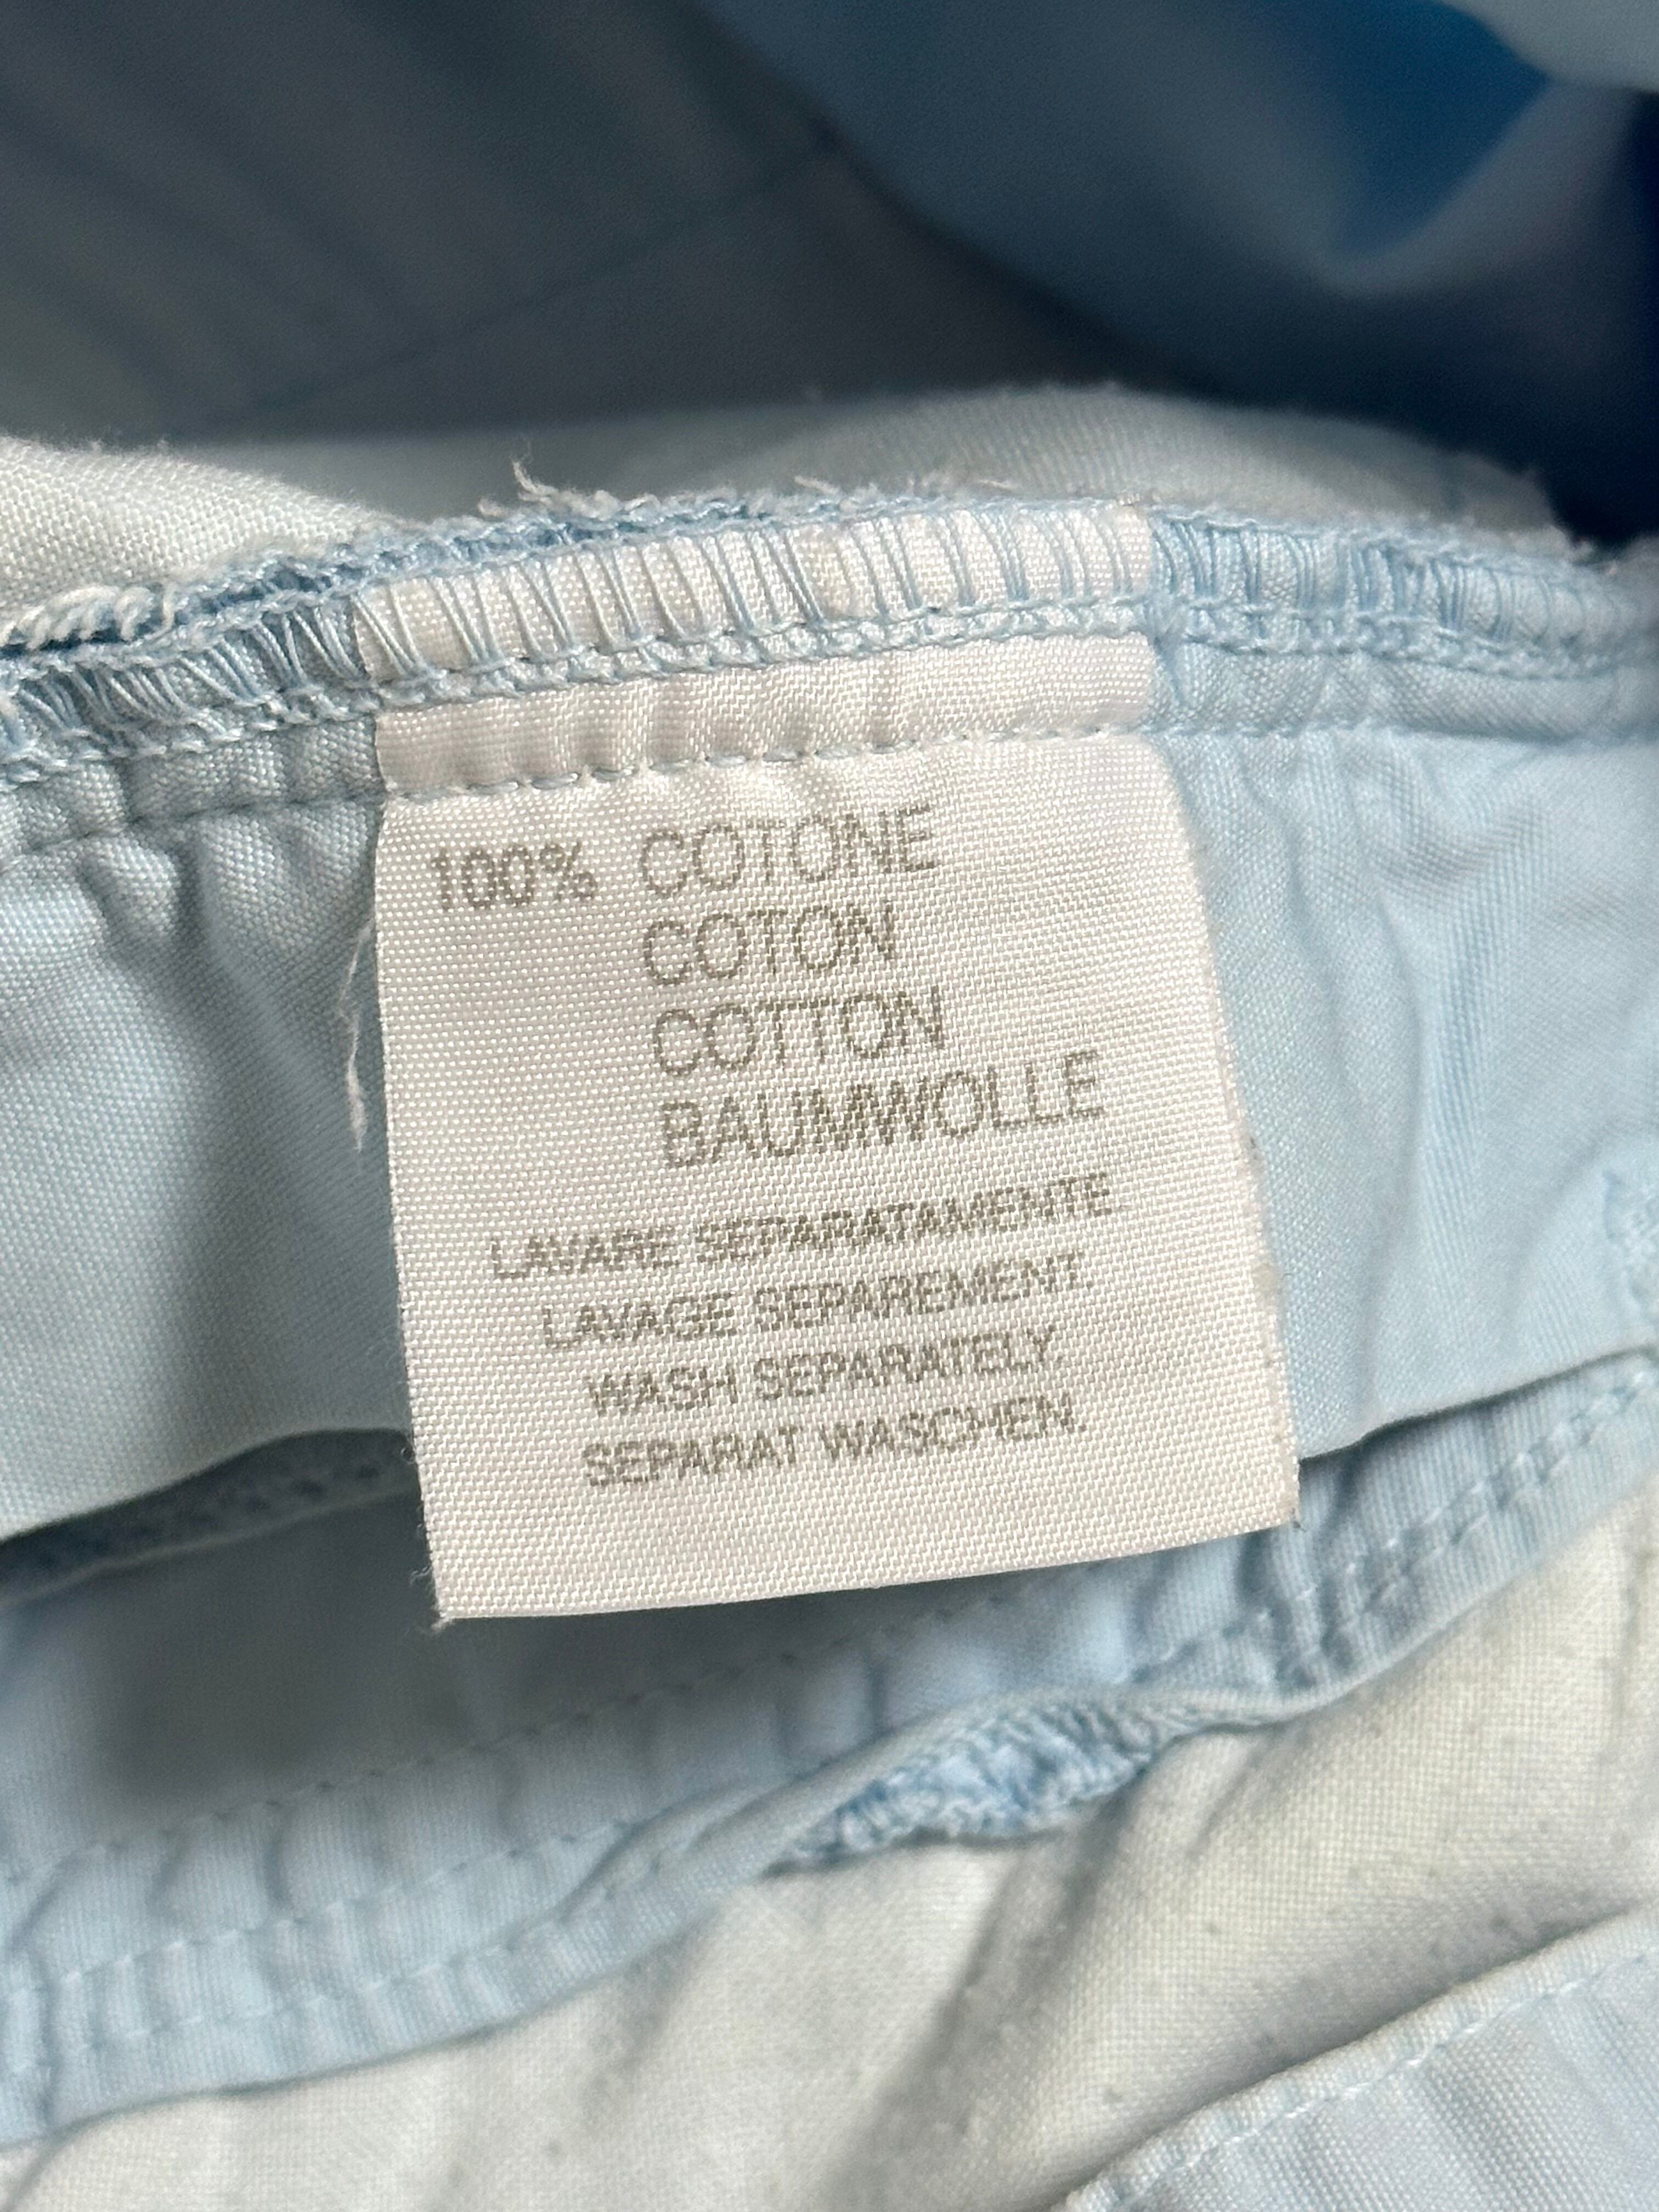 100% COTONE
COTON
COTTON
BAUMWOLLE
LAVARE SEPARATAMENTE
LAVAGE SEPAREMENT.
WASH SEPARATELY.
SEPARAT WASCHEN.